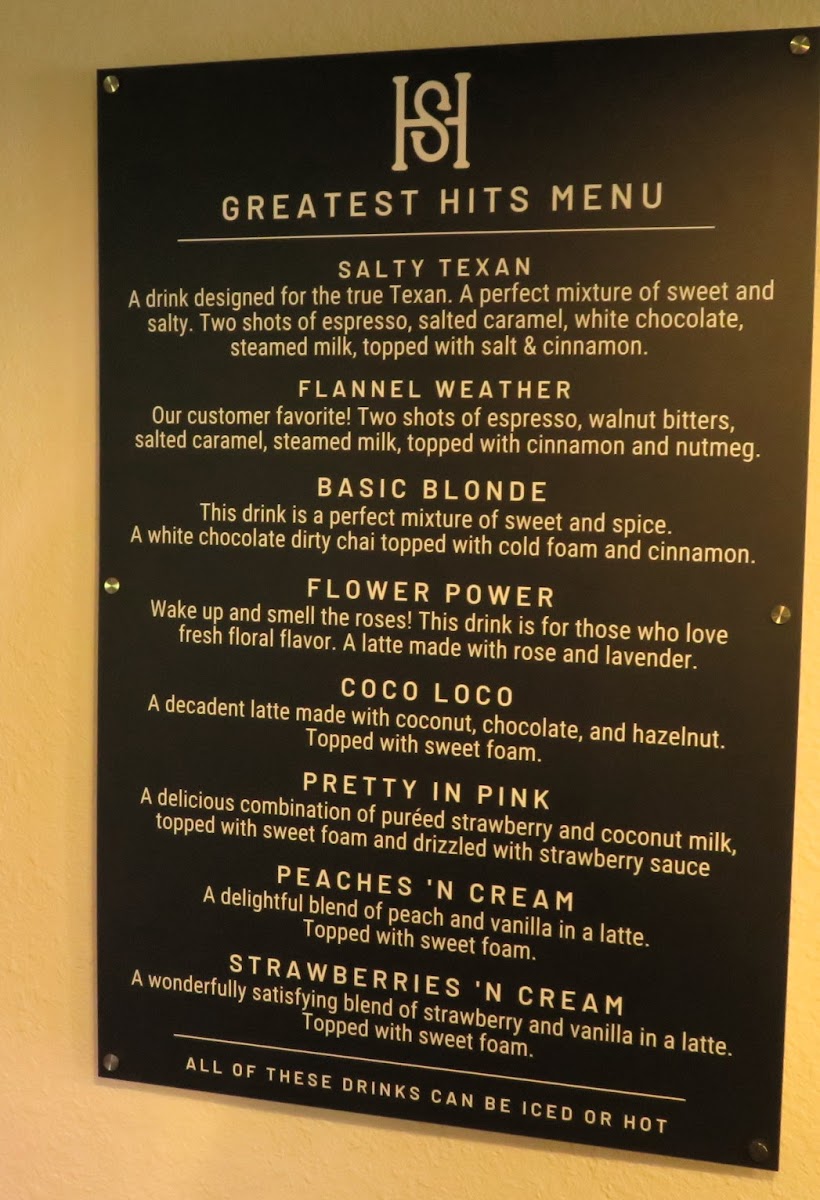 HS
GREATEST HITS MENU
SALTY TEXAN
A drink designed for the true Texan. A perfect mixture of sweet and
salty. Two shots of espresso, salted caramel, white chocolate,
steamed milk, topped with salt & cinnamon.
FLANNEL WEATHER
Our customer favorite! Two shots of espresso, walnut bitters,
salted caramel, steamed milk, topped with cinnamon and nutmeg.
BASIC BLONDE
This drink is a perfect mixture of sweet and spice.
A white chocolate dirty chai topped with cold foam and cinnamon.
FLOWER POWER
Wake up and smell the roses! This drink is for those who love
fresh floral flavor. A latte made with rose and lavender.
COCO LOCO
A decadent latte made with coconut, chocolate, and hazelnut.
Topped with sweet foam.
PRETTY IN PINK
A delicious combination of puréed strawberry and coconut milk,
topped with sweet foam and drizzled with strawberry sauce
PEACHES 'N CREAM
A delightful blend of peach and vanilla in a latte.
Topped with sweet foam.
STRAWBERRIES 'N CREAM
A wonderfully satisfying blend of strawberry and vanilla in a latte.
Topped with sweet foam.
ALL OF THESE DRINKS CAN BE ICED OR HOT